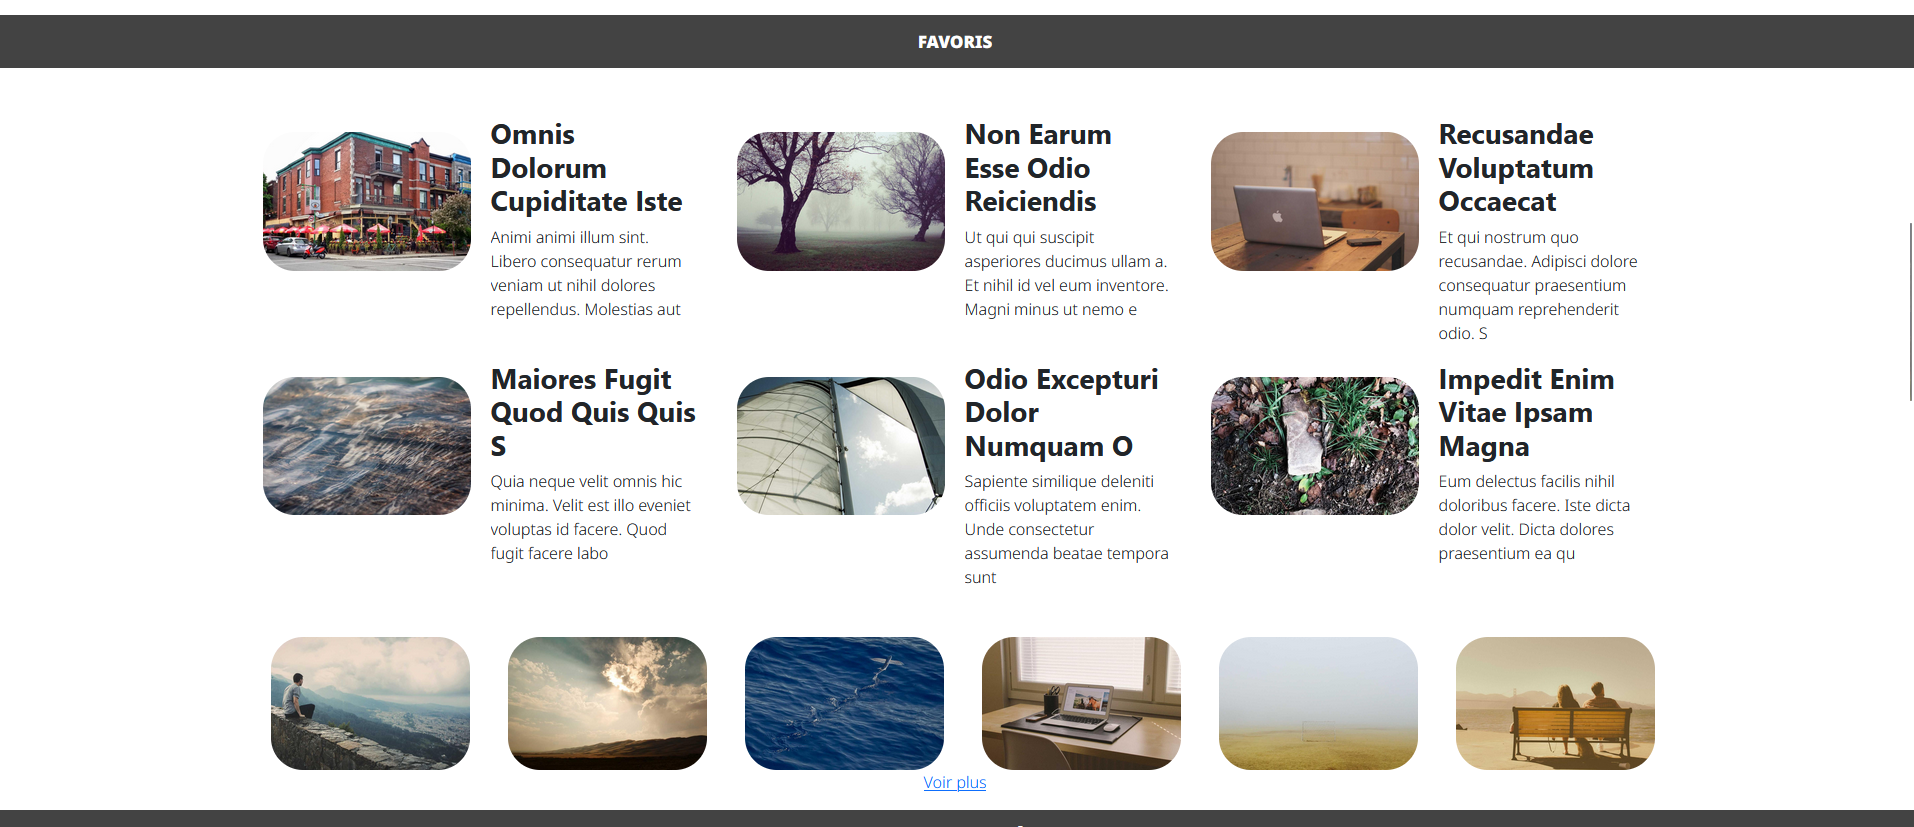 FAVORIS
Omnis
Dolorum
Cupiditate Iste
Animi animi illum sint.
Libero consequatur rerum
veniam ut nihil dolores
repellendus. Molestias aut
Non Earum
Esse Odio
Reiciendis
Ut qui qui suscipit
asperiores ducimus ullam a.
Et nihil id vel eum inventore.
Magni minus ut nemo e
Recusandae
Voluptatum
Occaecat
Et qui nostrum quo
recusandae. Adipisci dolore
consequatur praesentium
numquam reprehenderit
odio. S
Maiores Fugit
Quod Quis Quis
S
Quia neque velit omnis hic
minima. Velit est illo eveniet
voluptas id facere. Quod
fugit facere labo
Odio Excepturi
Dolor
Numquam O
Sapiente similique deleniti
officiis voluptatem enim.
Unde consectetur
assumenda beatae tempora
sunt
Impedit Enim
Vitae Ipsam
Magna
Eum delectus facilis nihil
doloribus facere. Iste dicta
dolor velit. Dicta dolores
praesentium ea qu
Voir plus